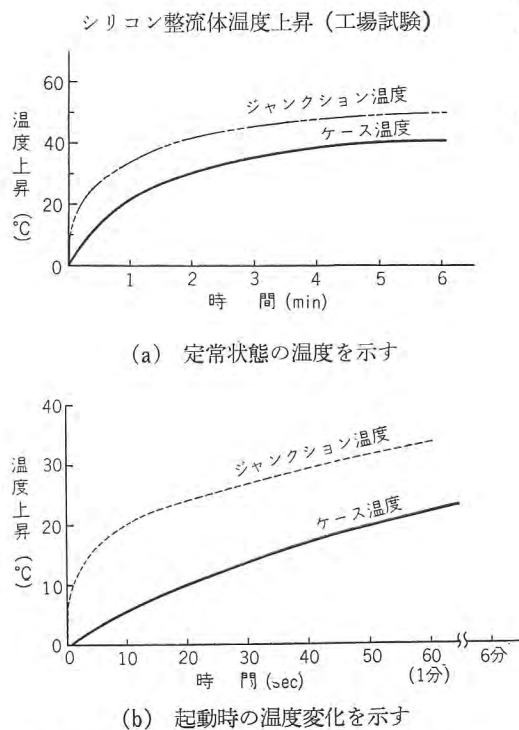 シリコン整流体温度上昇(工場試験)
60
40
20
0
温度上昇(℃)
ジャンクション温度
ケース温度
1 2 3 4 5 6
時間(min)
(a) 定常状態の温度を示す
40
30
20
10
0
温度上昇(℃)
ジャンクション温度
ケース温度
0 10 20 30 40 50 60 6分
(1分)
時間(sec)
(b) 起動時の温度変化を示す